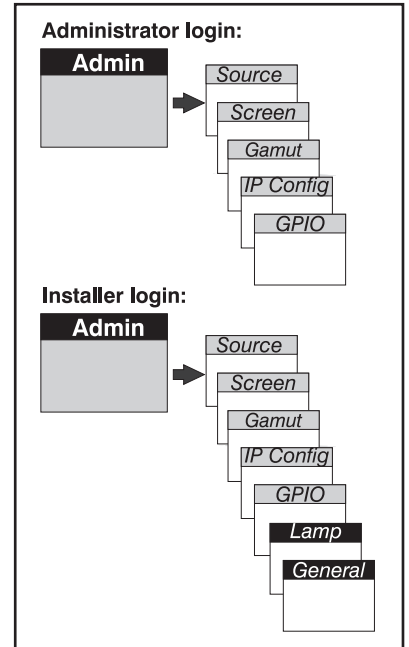 Administrator login:
Admin
Source
Screen
Gamut
IP Config
GPIO
Installer login:
Admin
Source
Screen
Gamut
IP Config
GPIO
Lamp
General